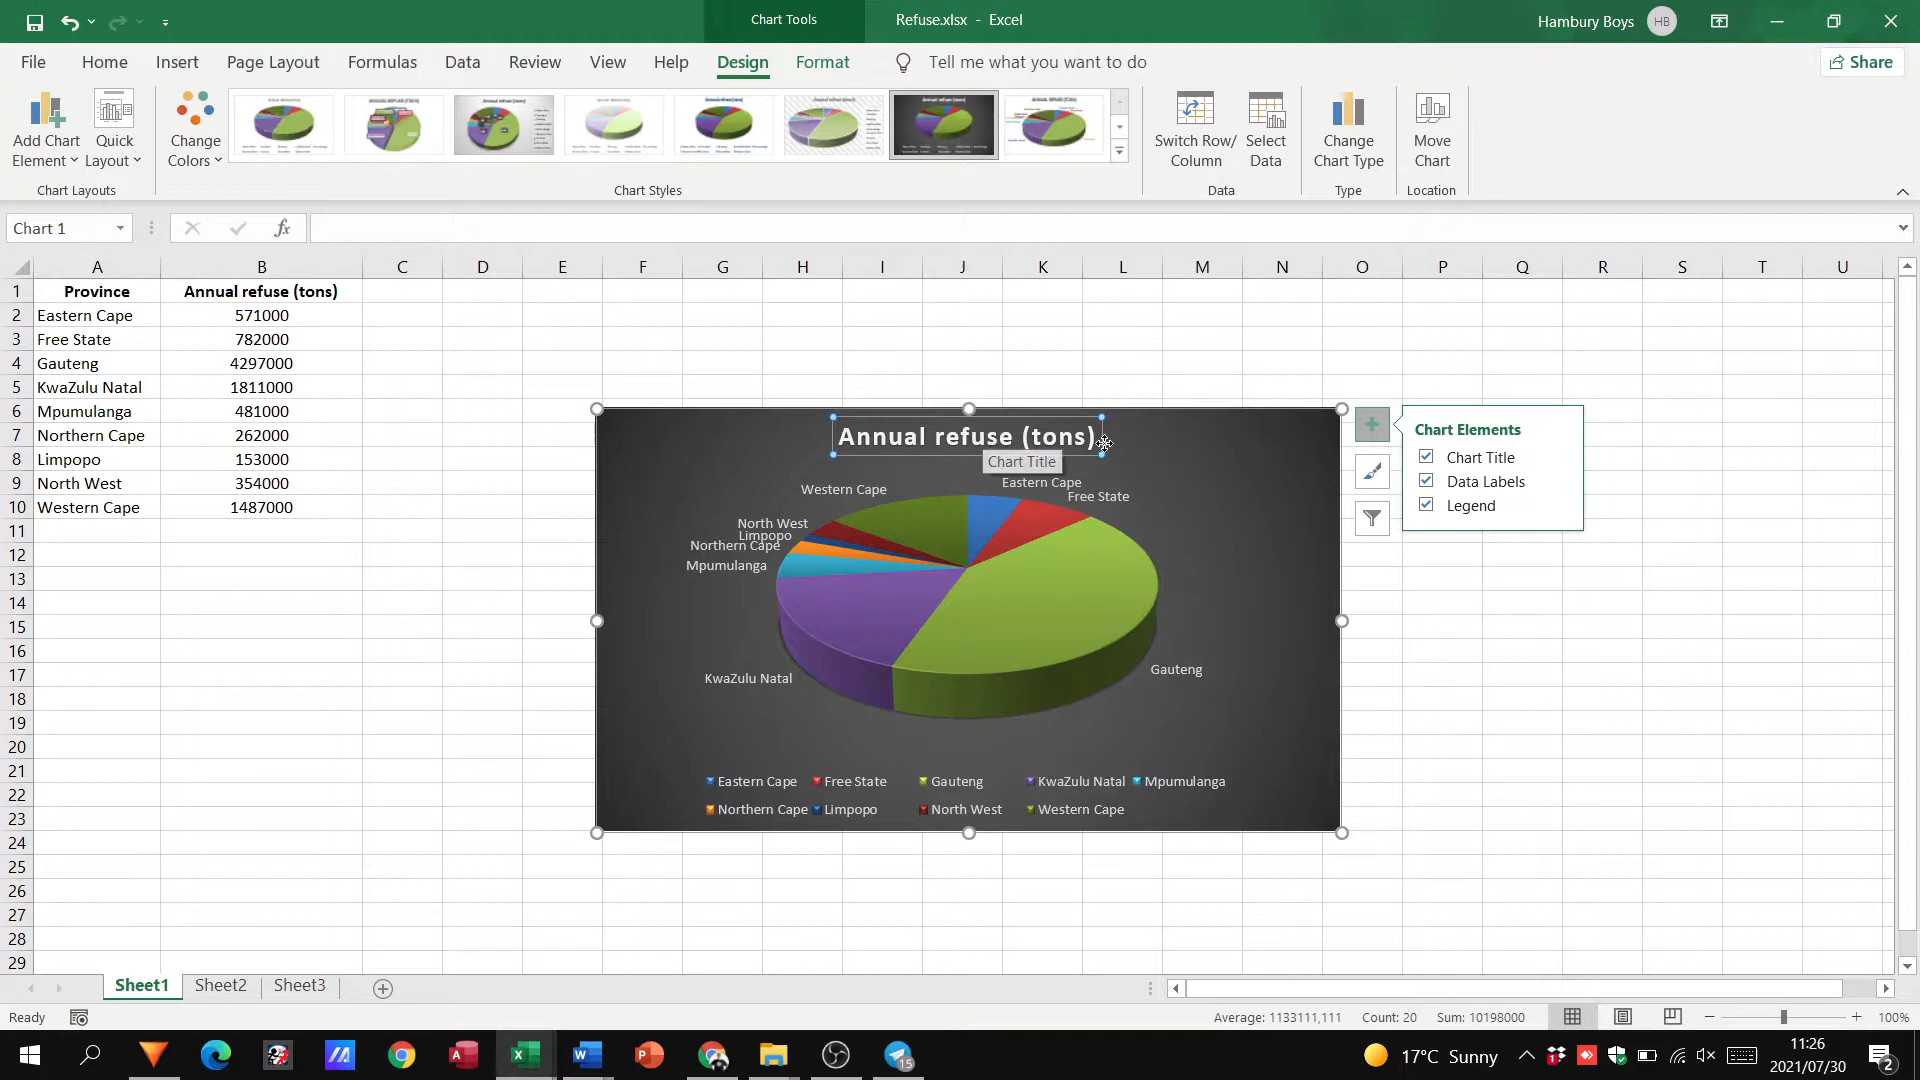 Chart Tools
Refuse.xlsx - Excel
Hambury Boys
HB
File Home Insert Page Layout Formulas Data Review View Help Design Format Tell me what you want to do Share
Add Chart Element
Quick Layout
Change Colors
Switch Row/ Column
Select Data
Change Chart Type
Move Chart
Chart Layouts
Chart Styles
Data
Type
Location
Chart 1
fx
A B C D E F G H I J K L M N O P Q R S T U
1 Province Annual refuse (tons)
2 Eastern Cape 571000
3 Free State 782000
4 Gauteng 4297000
5 KwaZulu Natal 1811000
6 Mpumulanga 481000
7 Northern Cape 262000
8 Limpopo 153000
9 North West 354000
10 Western Cape 1487000
11
12
13
14
15
16
17
18
19
20
21
22
23
24
25
26
27
28
29
Annual refuse (tons)
Chart Title
Eastern Cape
Western Cape
Free State
North West
Limpopo
Northern Cape
Mpumulanga
Gauteng
KwaZulu Natal
Eastern Cape Free State Gauteng KwaZulu Natal Mpumulanga
Northern Cape Limpopo North West Western Cape
Chart Elements
Chart Title
Data Labels
Legend
Sheet1 Sheet2 Sheet3
Ready
Average: 1133111,111 Count: 20 Sum: 10198000
100%
15
17°C Sunny
11:26
2021/07/30
2